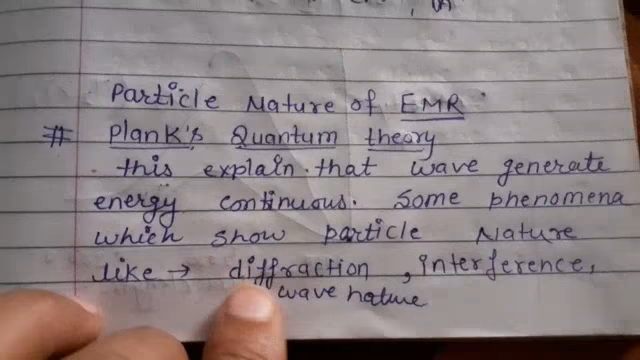 Particle Nature of EMR
# Plank's Quantum theory
this explain that wave generate
energy continuous. Some phenomena
which show particle Nature
like → diffraction, interference,
wave nature